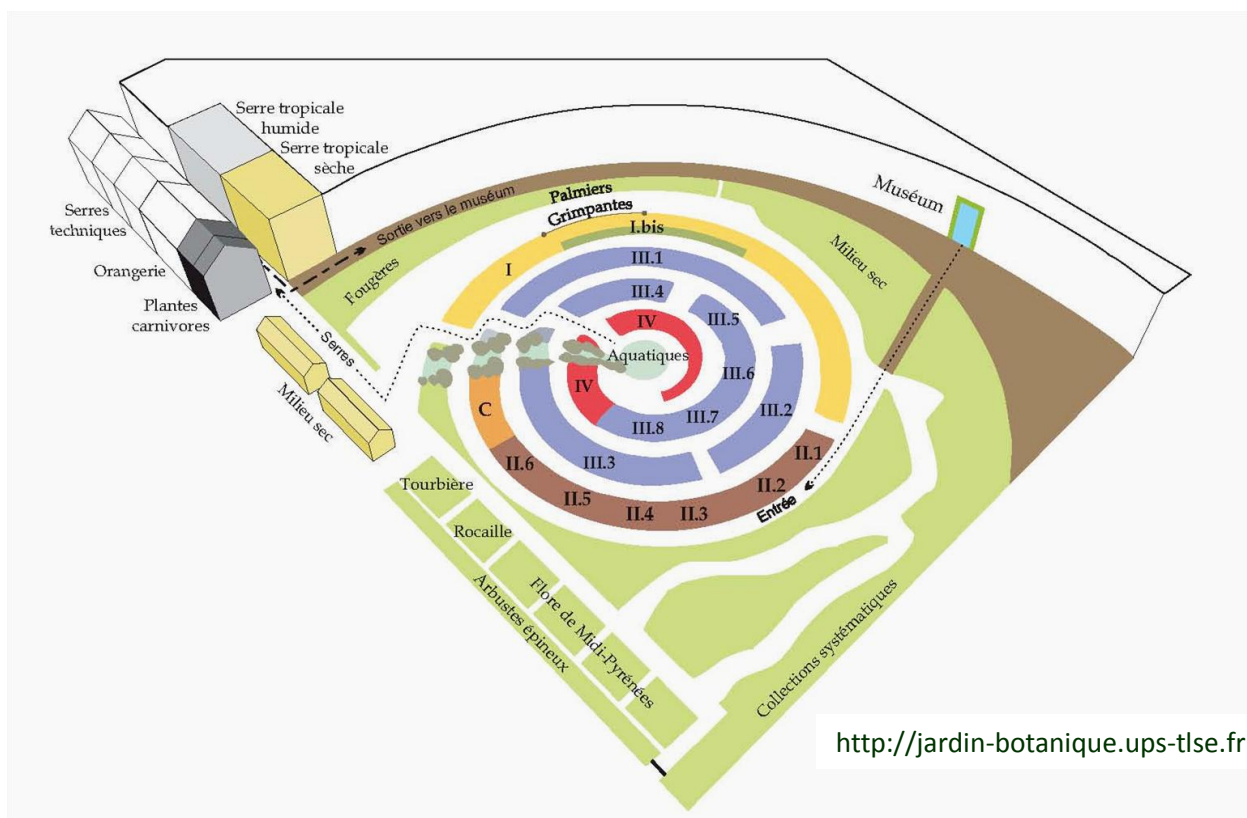 Serre tropicale
humide
Serre tropicale
sèche
Serres
techniques
Orangerie
Plantes
carnivores
Sortie vers le muséum
Palmiers
Grimpantes
Fougères
Muséum
Milieu sec
I.bis
I
III.1
III.4
III.5
IV
Aquatiques
III.6
Serres
Milieu sec
IV
C
III.2
III.7
III.8
II.1
II.6
III.3
II.2
II.5
II.4
II.3
Entrée
Tourbière
Rocaille
Flore de Midi-Pyrénées
Arbustes épineux
Collections systématiques
http://jardin-botanique.ups-tlse.fr